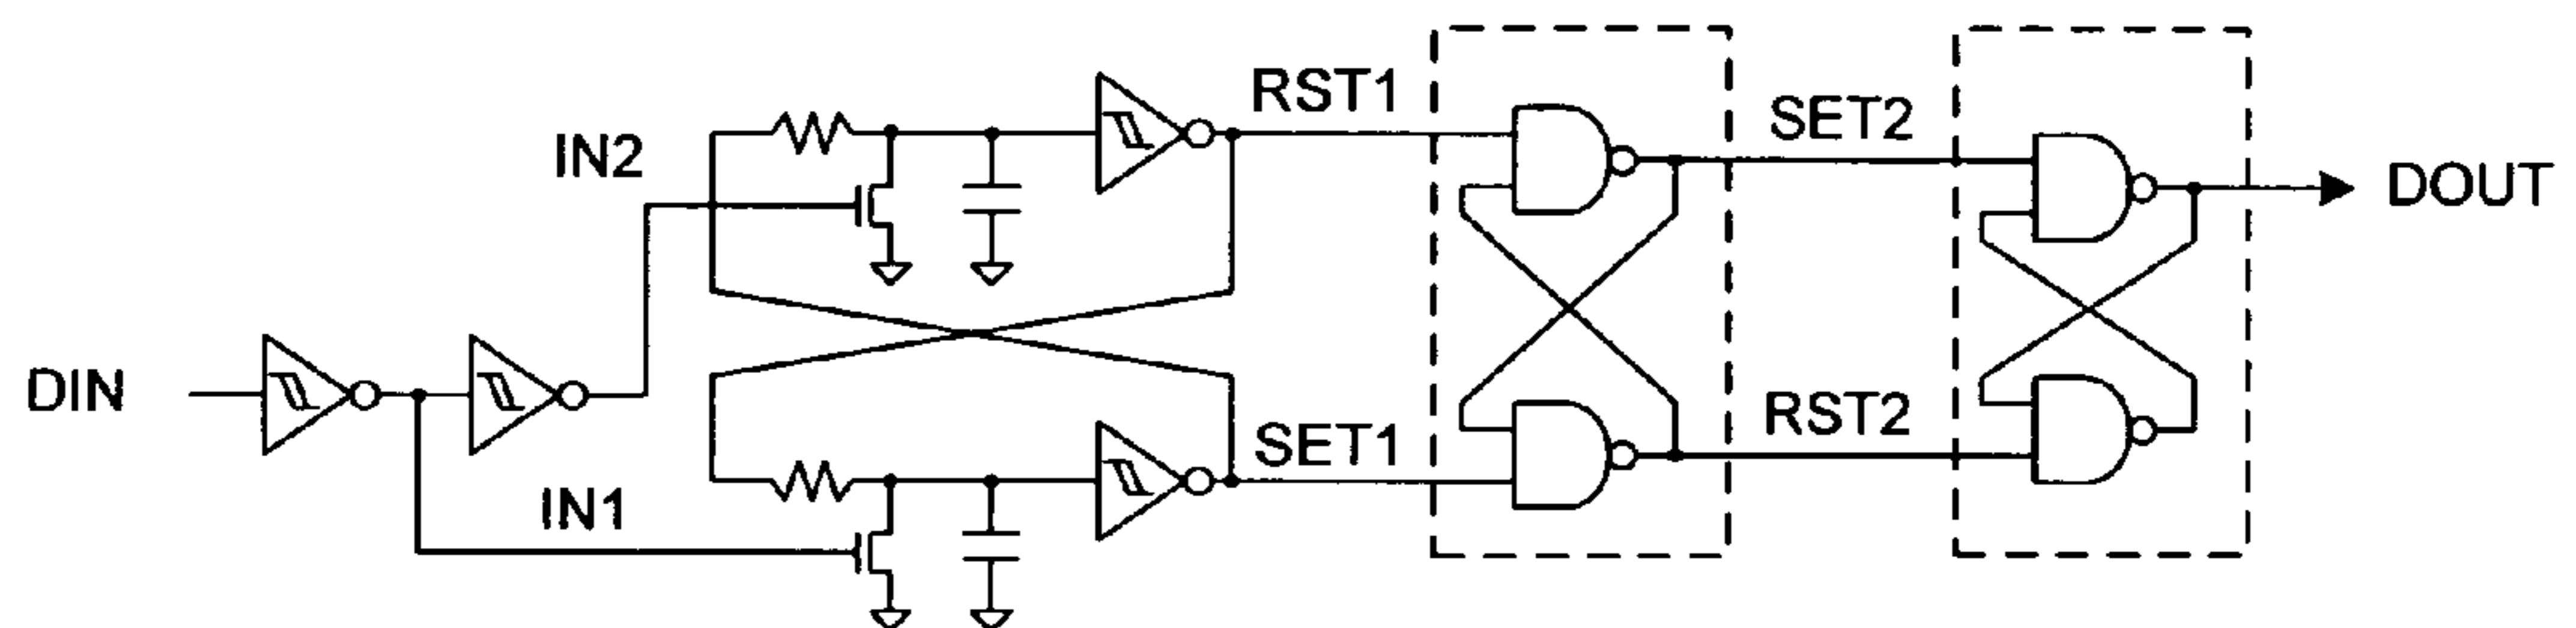 RST1
SET2
IN2
DOUT
DIN
SET1
RST2
IN1